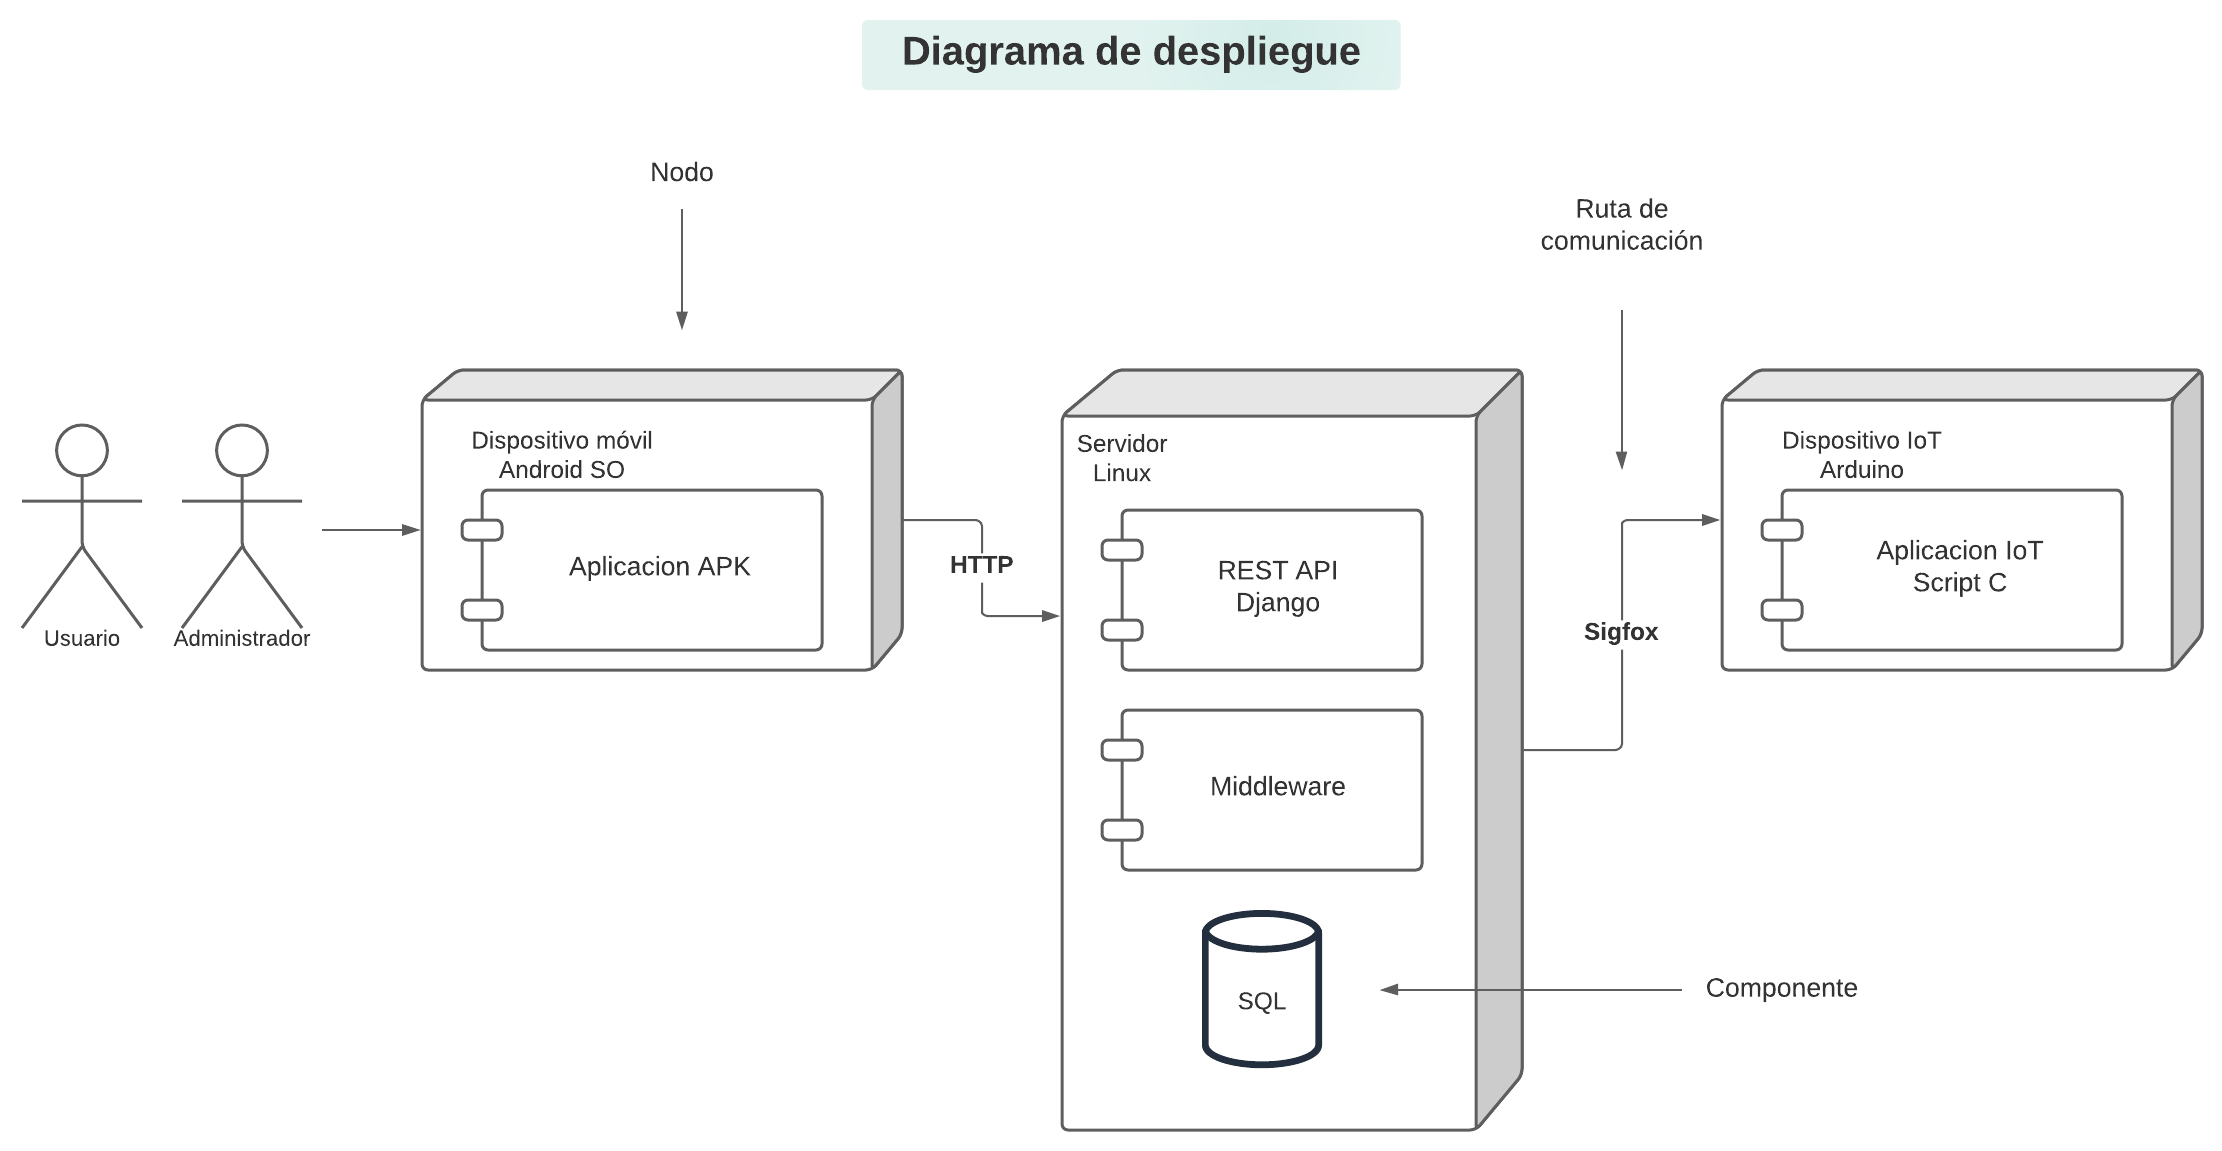 Diagrama de despliegue
Nodo
Ruta de
comunicación
Usuario
Administrador
Dispositivo móvil
Android SO
Aplicacion APK
HTTP
Servidor
Linux
REST API
Django
Middleware
SQL
Sigfox
Dispositivo IoT
Arduino
Aplicacion IoT
Script C
Componente